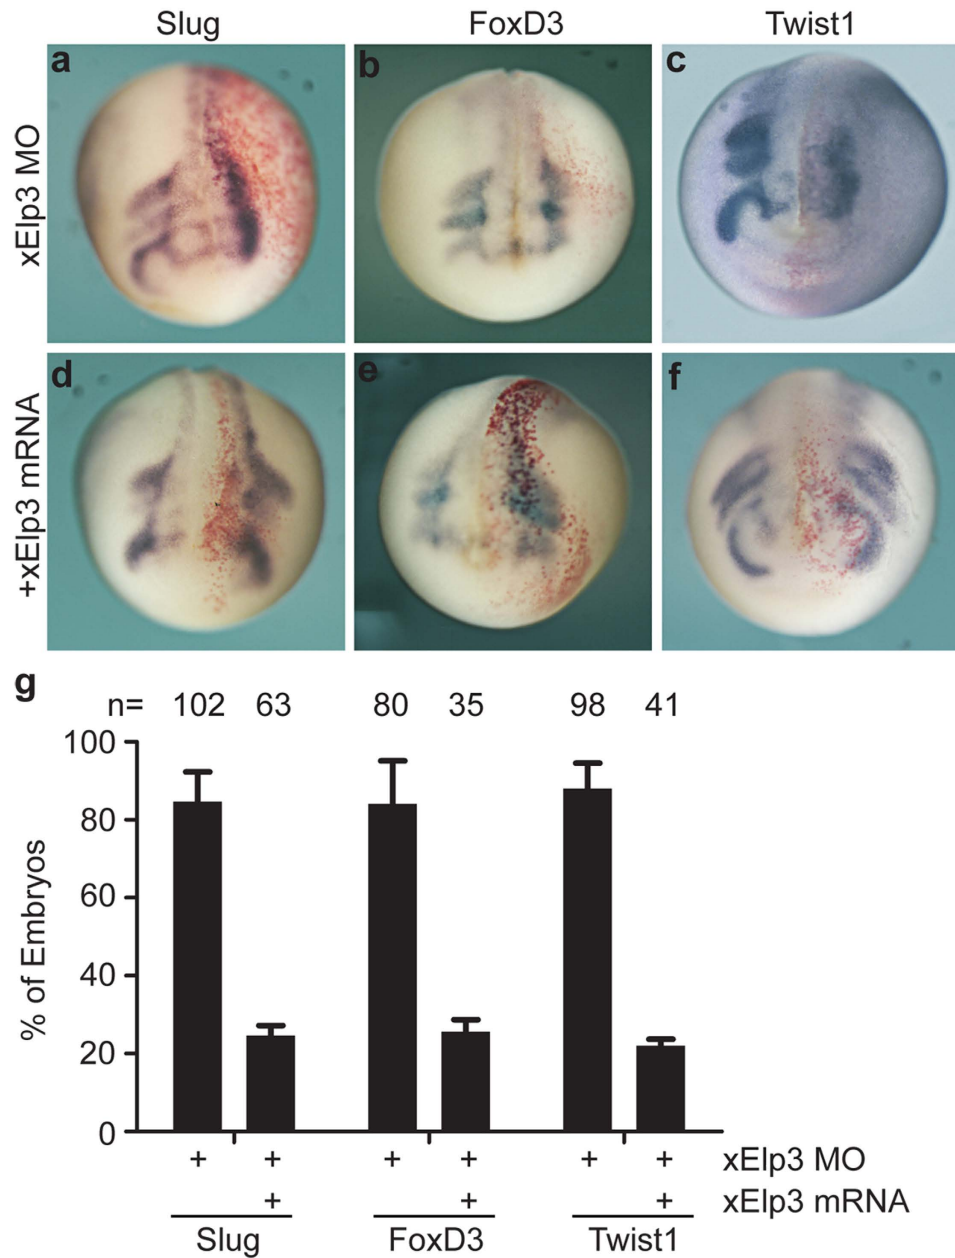 Slug FoxD3 Twist1
a b c
xElp3 MO
d e f
+xElp3 mRNA
g
n= 102 63 80 35 98 41
100
80
60
40
20
0
% of Embryos
+ + + + + + xElp3 MO
+ + + xElp3 mRNA
Slug FoxD3 Twist1